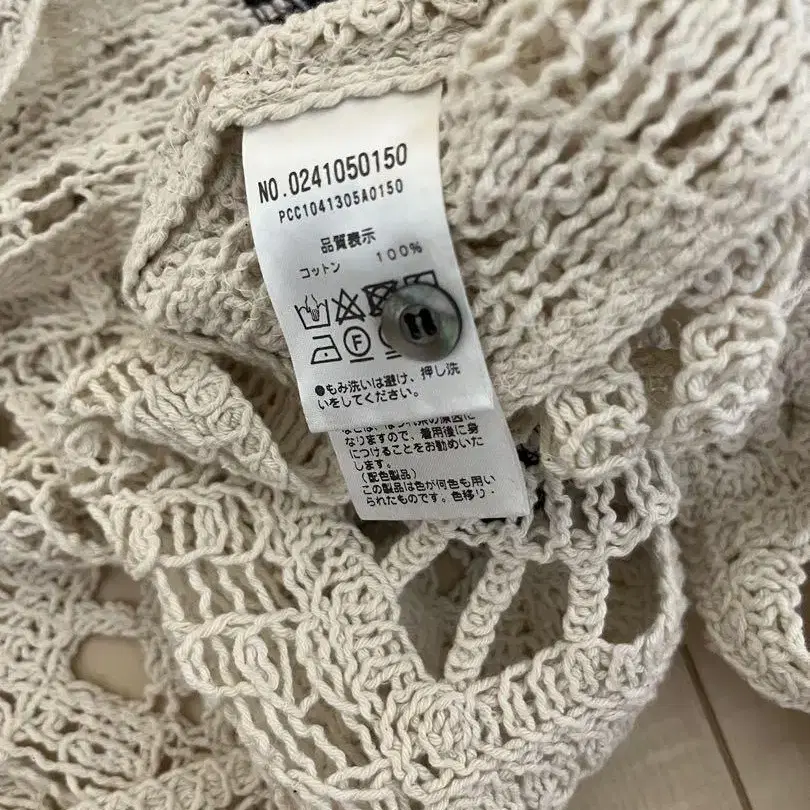 NO.0241050150
PCC1041305A0150
品質表示
コットン 100%
F
●もみ洗いは避け、押し洗
いをしてください。
なりますので、着用後に身
につけることをお勧めいた
します。
(配色製品)
この製品は色が何色も用い
られたものです。色移り・